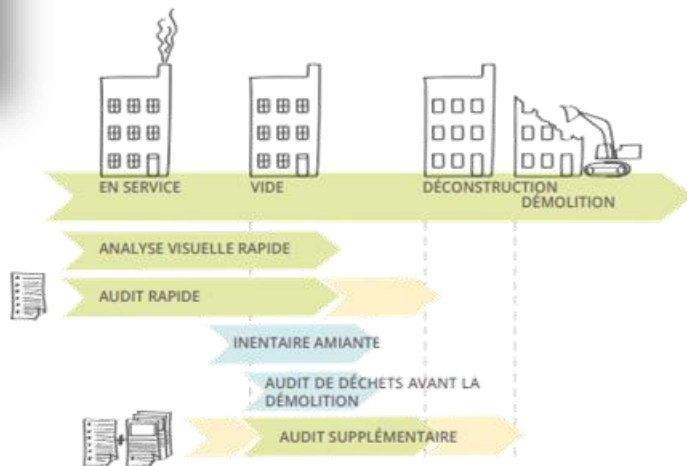 EN SERVICE
VIDE
DÉCONSTRUCTION
DÉMOLITION
ANALYSE VISUELLE RAPIDE
AUDIT RAPIDE
INENTAIRE AMIANTE
AUDIT DE DÉCHETS AVANT LA
DÉMOLITION
AUDIT SUPPLÉMENTAIRE